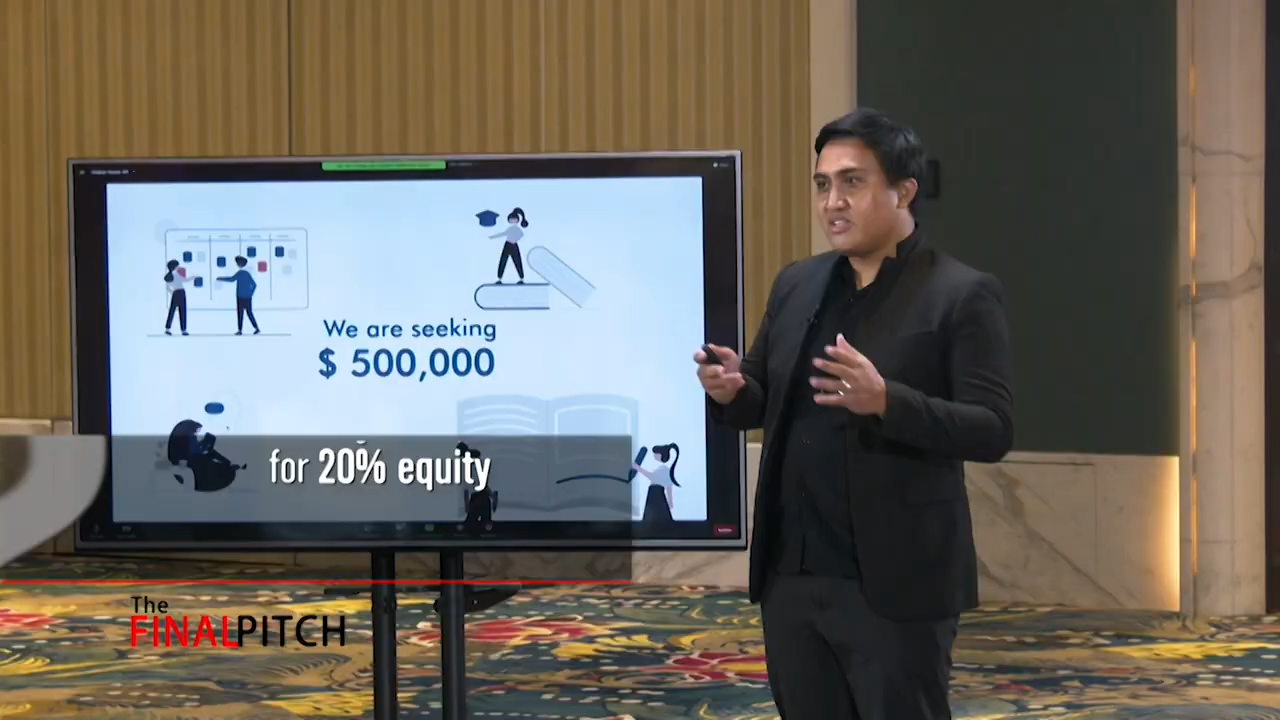 We are seeking
$ 500,000
for 20% equity
The
FINALPITCH